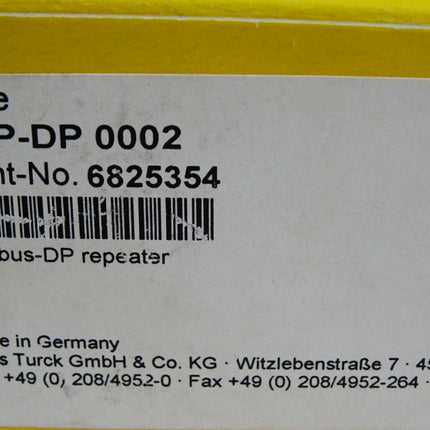 e
P-DP 0002
nt-No. 6825354
bus-DP repeater
e in Germany
s Turck GmbH & Co. KG · Witzlebenstraße 7 · 45
+49 (0) 208/4952-0 · Fax +49 (0) 208/4952-264 ·